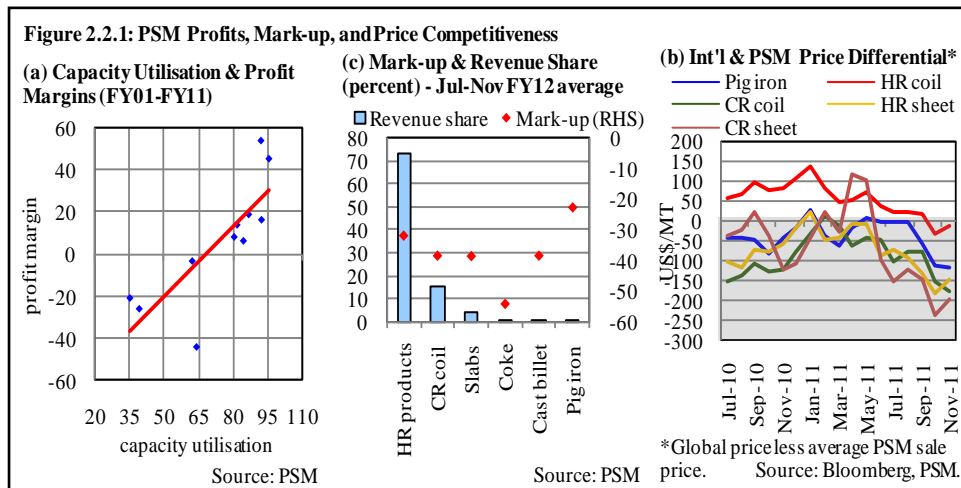 Figure 2.2.1: PSM Profits, Mark-up, and Price Competitiveness
(a) Capacity Utilisation & Profit
Margins (FY01-FY11)
60
40
20
0
-20
-40
-60
profit margin
20 35 50 65 80 95 110
capacity utilisation
Source: PSM
(c) Mark-up & Revenue Share
(percent) - Jul-Nov FY12 average
Revenue share Mark-up (RHS)
80
70
60
50
40
30
20
10
0
0
-10
-20
-30
-40
-50
-60
HR products
CR coil
Slabs
Coke
Cast billet
Pig iron
Source: PSM
(b) Int'l & PSM Price Differential*
Pig iron HR coil
CR coil HR sheet
CR sheet
200
150
100
50
0
-50
-100
-150
-200
-250
-300
US$/MT
Jul-10
Sep-10
Nov-10
Jan-11
Mar-11
May-11
Jul-11
Sep-11
Nov-11
*Global price less average PSM sale
price. Source: Bloomberg, PSM.